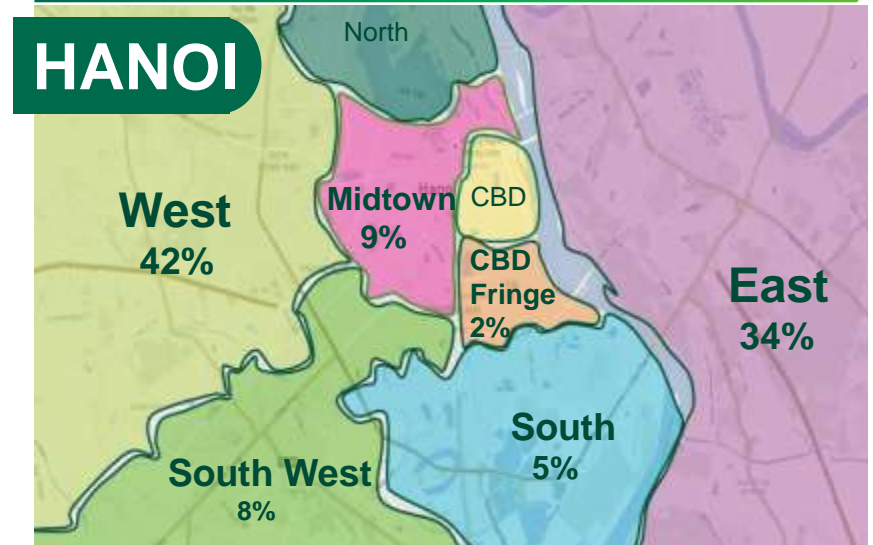 HANOI
North
West
42%
Midtown
9%
CBD
CBD
Fringe
2%
East
34%
South
5%
South West
8%